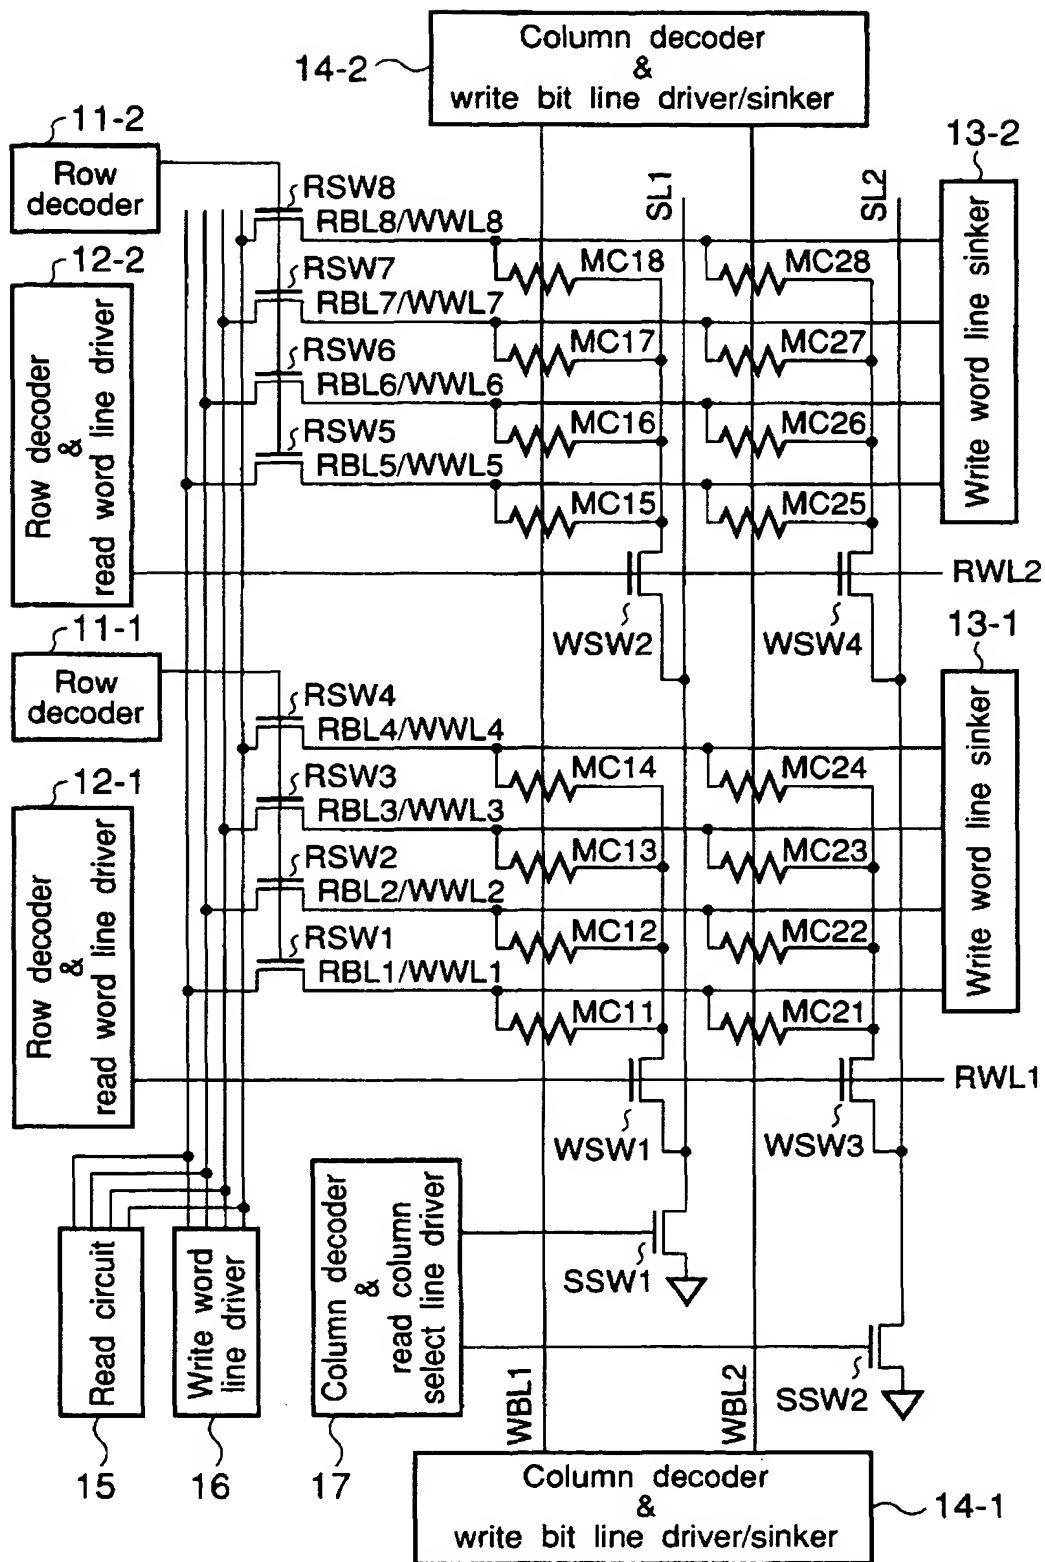 Column decoder
&
write bit line driver/sinker
14-2
11-2
Row
decoder
13-2
SL1
SL2
Write word line sinker
RSW8
RBL8/WWL8
MC18
MC28
12-2
Row decoder
&
read word line driver
RSW7
RBL7/WWL7
MC17
MC27
RSW6
RBL6/WWL6
MC16
MC26
RSW5
RBL5/WWL5
MC15
MC25
RWL2
WSW2
WSW4
11-1
Row
decoder
13-1
Write word line sinker
RSW4
RBL4/WWL4
MC14
MC24
12-1
Row decoder
&
read word line driver
RSW3
RBL3/WWL3
MC13
MC23
RSW2
RBL2/WWL2
MC12
MC22
RSW1
RBL1/WWL1
MC11
MC21
RWL1
WSW1
WSW3
Read circuit
Write word
line driver
Column decoder
&
read column
select line driver
SSW1
SSW2
WBL1
WBL2
15
16
17
Column decoder
&
write bit line driver/sinker
14-1